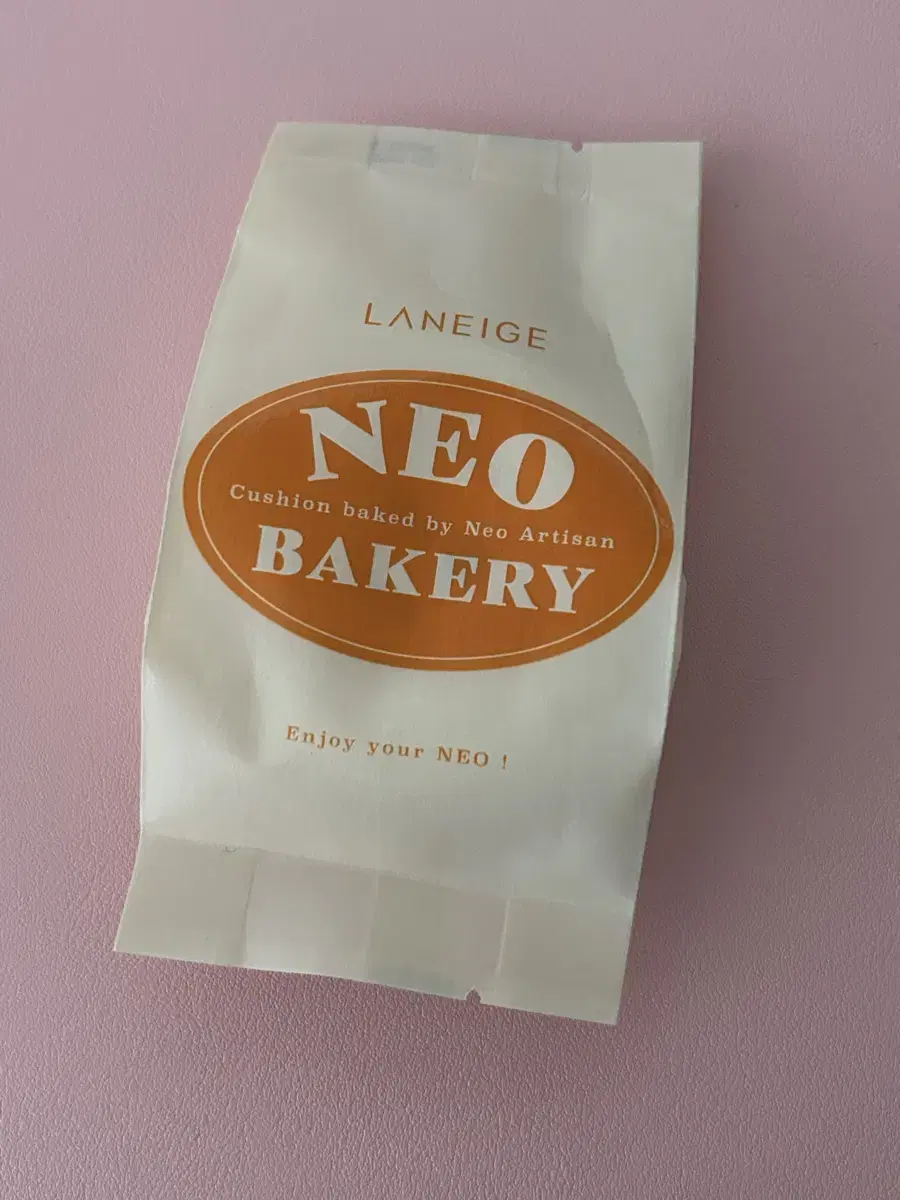 LANEIGE
NEO
Cushion baked by Neo Artisan
BAKERY
Enjoy your NEO !